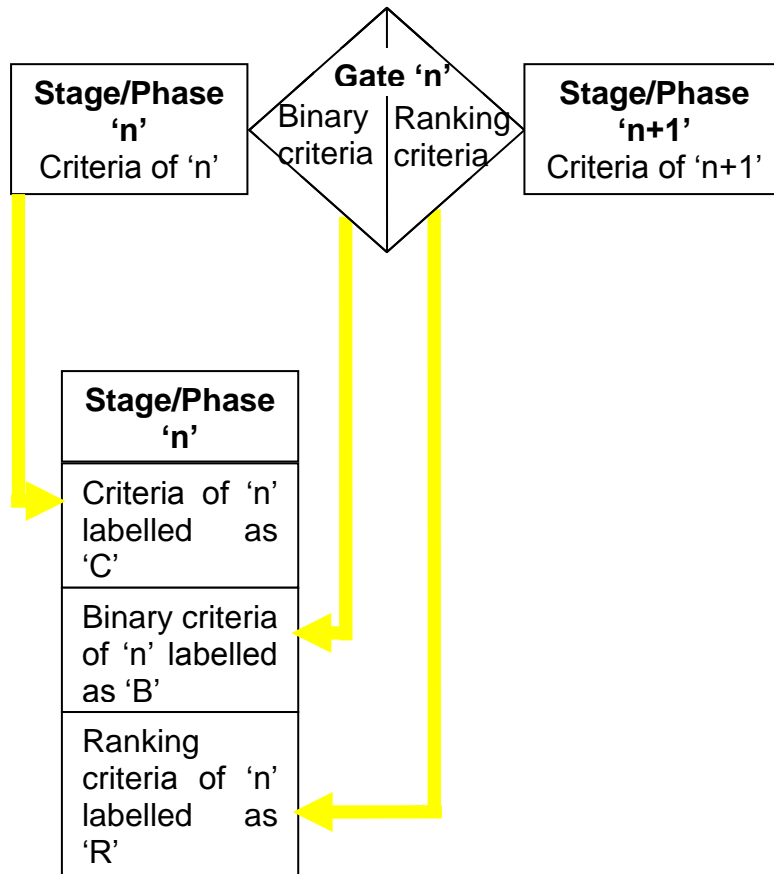 Stage/Phase
‘n’
Criteria of ‘n’
Gate ‘n’
Binary
criteria
Ranking
criteria
Stage/Phase
‘n+1’
Criteria of ‘n+1’
Stage/Phase
‘n’
Criteria of ‘n’
labelled as
‘C’
Binary criteria
of ‘n’ labelled
as ‘B’
Ranking
criteria of ‘n’
labelled as
‘R’